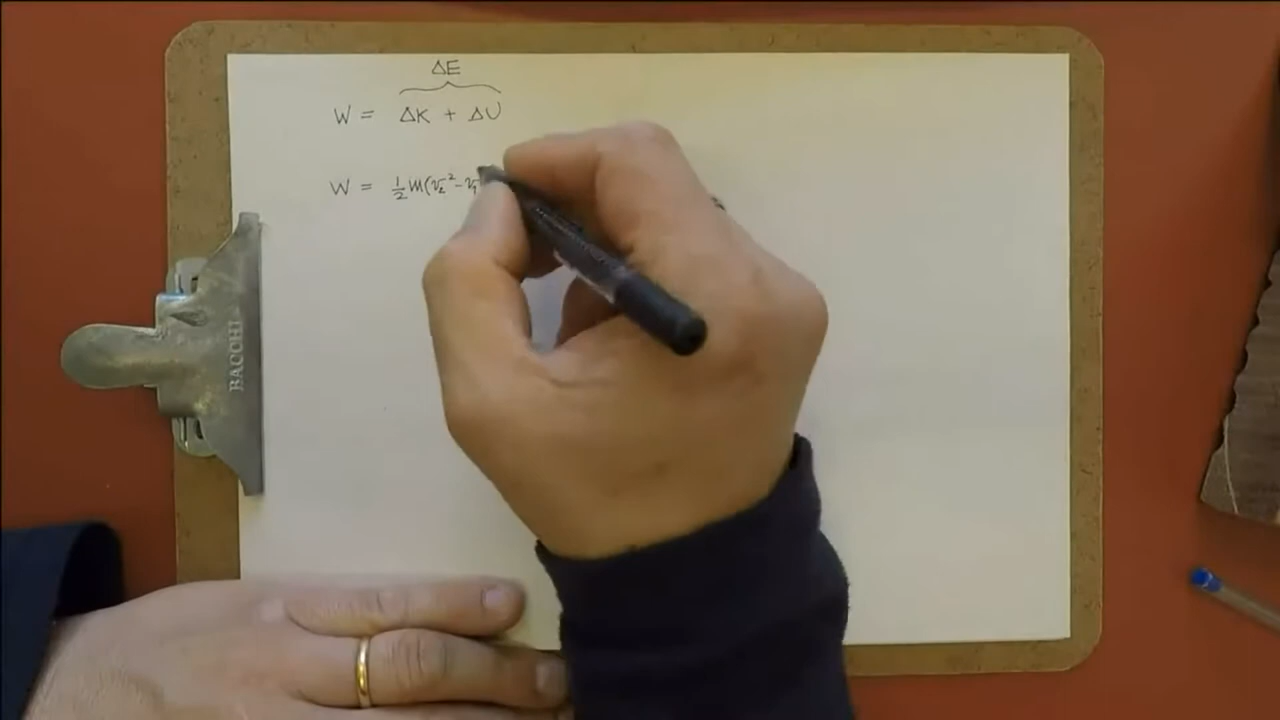 ΔE
W = ΔK + ΔU
W = ½m(v₂² - v₁
BACCHI